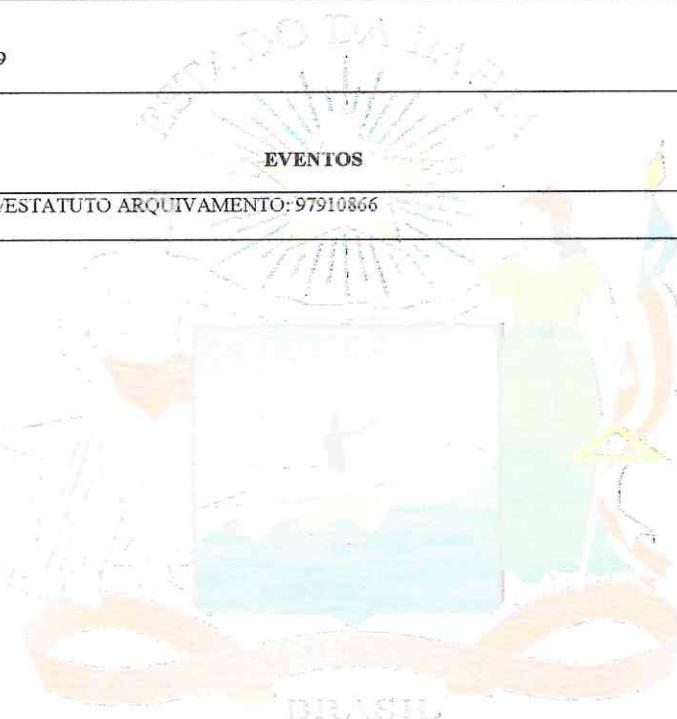 ESTADO DA BAHIA
9
EVENTOS
/ESTATUTO ARQUIVAMENTO: 97910866
BRASIL